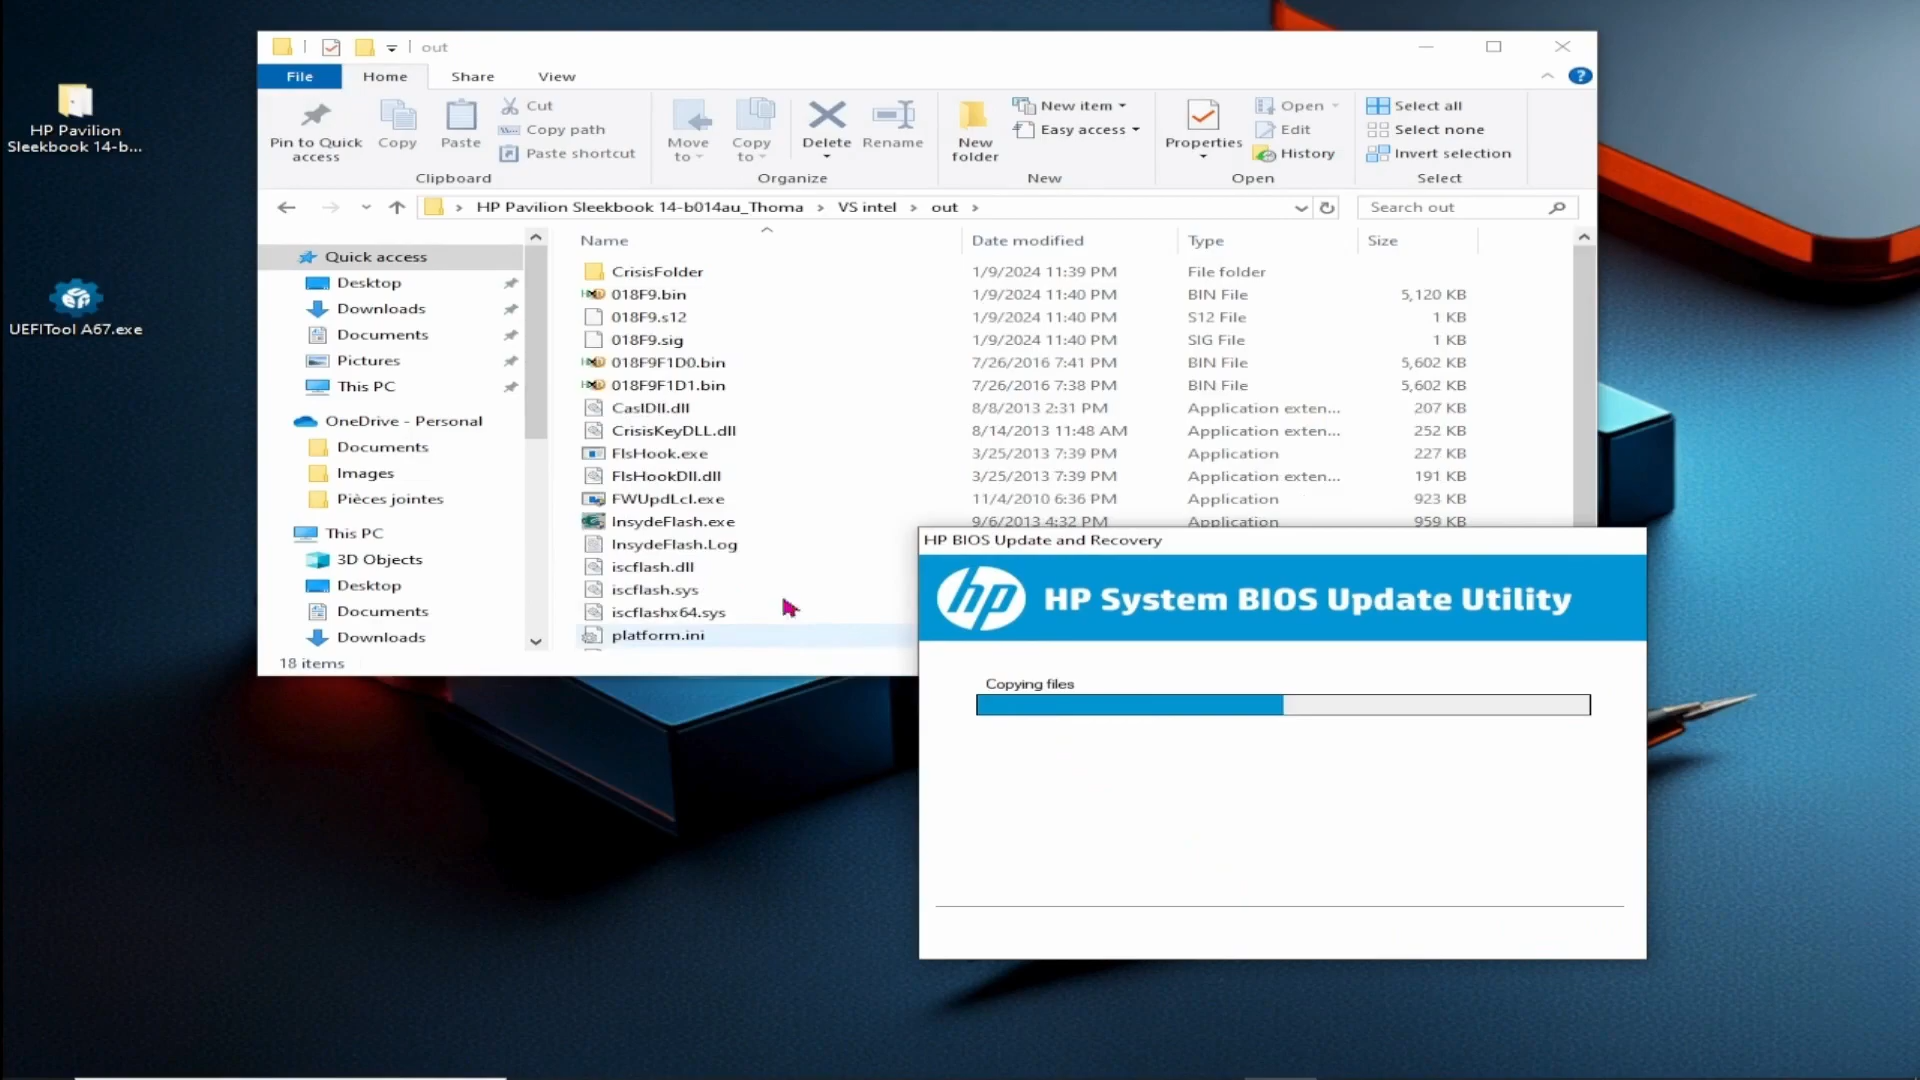 out
File
Home
Share
View
Pin to Quick access
Copy
Paste
Cut
Copy path
Paste shortcut
Clipboard
Move to
Copy to
Delete
Rename
Organize
New folder
New item
Easy access
New
Properties
Open
Edit
History
Open
Select all
Select none
Invert selection
Select
HP Pavilion Sleekbook 14-b014au_Thoma > VS intel > out >
Search out
Quick access
Desktop
Downloads
Documents
Pictures
This PC
OneDrive - Personal
Documents
Images
Pièces jointes
This PC
3D Objects
Desktop
Documents
Downloads
18 items
Name Date modified Type Size
CrisisFolder 1/9/2024 11:39 PM File folder
018F9.bin 1/9/2024 11:40 PM BIN File 5,120 KB
018F9.s12 1/9/2024 11:40 PM S12 File 1 KB
018F9.sig 1/9/2024 11:40 PM SIG File 1 KB
018F9F1D0.bin 7/26/2016 7:41 PM BIN File 5,602 KB
018F9F1D1.bin 7/26/2016 7:38 PM BIN File 5,602 KB
CaslDll.dll 8/8/2013 2:31 PM Application exten... 207 KB
CrisisKeyDLL.dll 8/14/2013 11:48 AM Application exten... 252 KB
FlsHook.exe 3/25/2013 7:39 PM Application 227 KB
FlsHookDll.dll 3/25/2013 7:39 PM Application exten... 191 KB
FWUpdLcl.exe 11/4/2010 6:36 PM Application 923 KB
InsydeFlash.exe 9/6/2013 4:32 PM Application 959 KB
InsydeFlash.Log
iscflash.dll
iscflash.sys
iscflashx64.sys
platform.ini
HP Pavilion
Sleekbook 14-b...
UEFITool A67.exe
HP BIOS Update and Recovery
hp
HP System BIOS Update Utility
Copying files